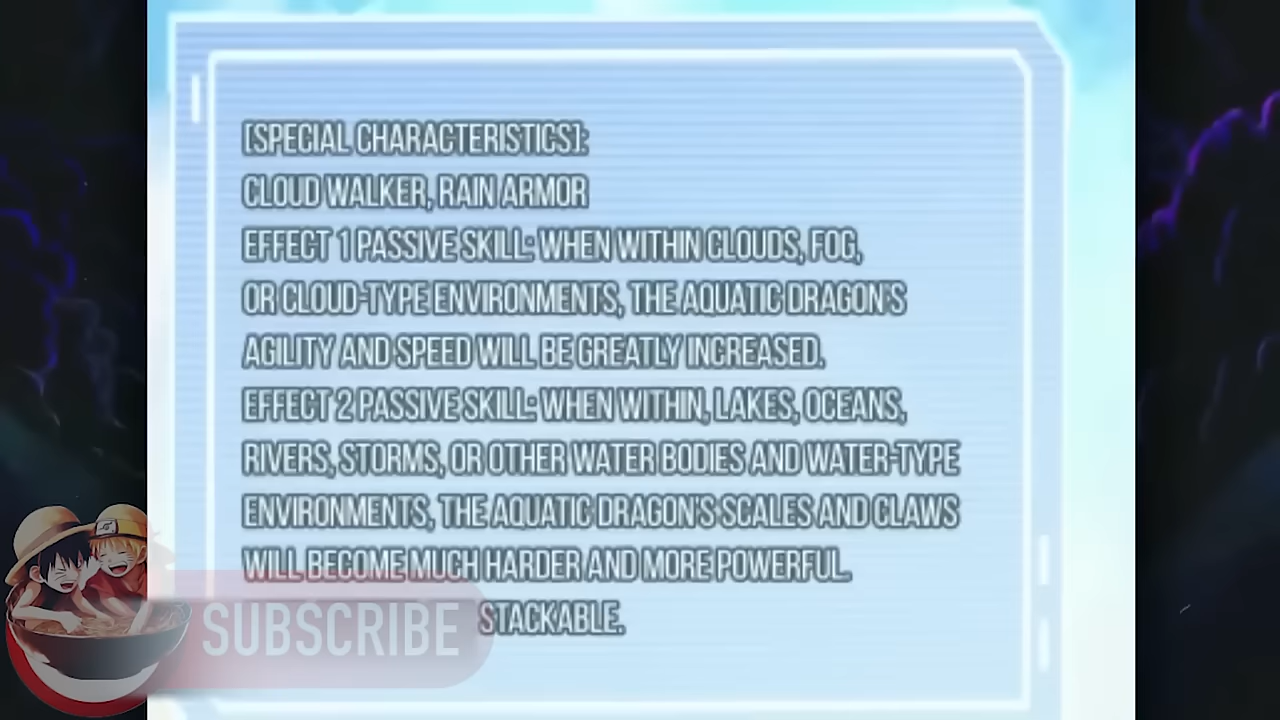 [SPECIAL CHARACTERISTICS]:
CLOUD WALKER, RAIN ARMOR
EFFECT 1 PASSIVE SKILL: WHEN WITHIN CLOUDS, FOG,
OR CLOUD-TYPE ENVIRONMENTS, THE AQUATIC DRAGON'S
AGILITY AND SPEED WILL BE GREATLY INCREASED.
EFFECT 2 PASSIVE SKILL: WHEN WITHIN, LAKES, OCEANS,
RIVERS, STORMS, OR OTHER WATER BODIES AND WATER-TYPE
ENVIRONMENTS, THE AQUATIC DRAGON'S SCALES AND CLAWS
WILL BECOME MUCH HARDER AND MORE POWERFUL.
STACKABLE.
SUBSCRIBE